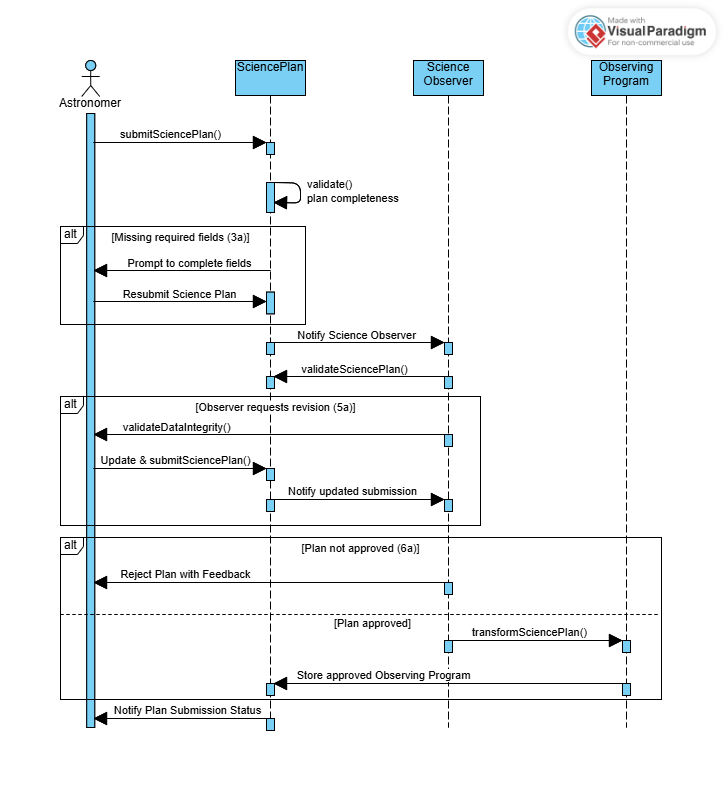 Made with
VisualParadigm
For non-commercial use
Astronomer
SciencePlan
Science
Observer
Observing
Program
submitSciencePlan()
validate()
plan completeness
alt
[Missing required fields (3a)]
Prompt to complete fields
Resubmit Science Plan
Notify Science Observer
validateSciencePlan()
alt
[Observer requests revision (5a)]
validateDataIntegrity()
Update & submitSciencePlan()
Notify updated submission
alt
[Plan not approved (6a)]
Reject Plan with Feedback
[Plan approved]
transformSciencePlan()
Store approved Observing Program
Notify Plan Submission Status